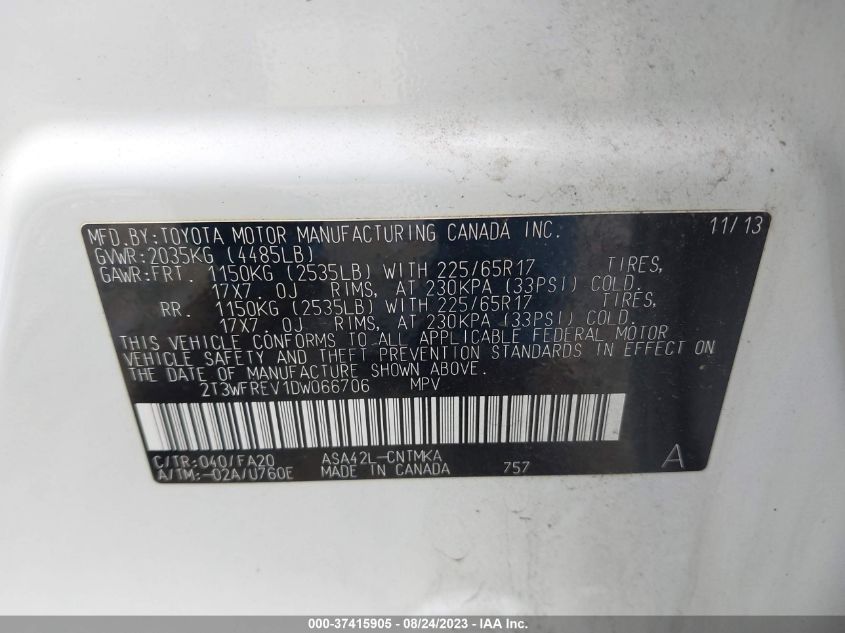 MFD.BY:TOYOTA MOTOR MANUFACTURING CANADA INC. 11/13
GVWR:2035KG (4485LB)
GAWR:FRT. 1150KG (2535LB) WITH 225/65R17 TIRES,
17X7. 0J RIMS, AT 230KPA (33PSI) COLD.
RR. 1150KG (2535LB) WITH 225/65R17 TIRES,
17X7. 0J RIMS, AT 230KPA (33PSI) COLD.
THIS VEHICLE CONFORMS TO ALL APPLICABLE FEDERAL MOTOR
VEHICLE SAFETY AND THEFT PREVENTION STANDARDS IN EFFECT ON
THE DATE OF MANUFACTURE SHOWN ABOVE.
2T3WFREV1DW066706 MPV
C/TR:040/FA20 ASA42L-CNTMKA
A/TM:-02A/U760E MADE IN CANADA 757 A
000-37415905 - 08/24/2023 - IAA Inc.